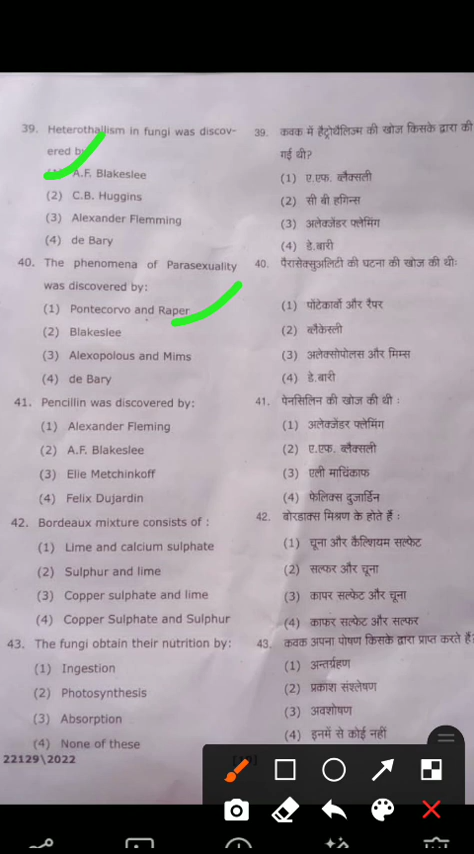 39. Heterothallism in fungi was discov-
ered by
A.F. Blakeslee
(2) C.B. Huggins
(3) Alexander Flemming
(4) de Bary
40. The phenomena of Parasexuality
was discovered by:
(1) Pontecorvo and Raper
(2) Blakeslee
(3) Alexopolous and Mims
(4) de Bary
41. Pencillin was discovered by:
(1) Alexander Fleming
(2) A.F. Blakeslee
(3) Elie Metchinkoff
(4) Felix Dujardin
42. Bordeaux mixture consists of :
(1) Lime and calcium sulphate
(2) Sulphur and lime
(3) Copper sulphate and lime
(4) Copper Sulphate and Sulphur
43. The fungi obtain their nutrition by:
(1) Ingestion
(2) Photosynthesis
(3) Absorption
(4) None of these
22129\2022
39. कवक में हैट्रोथैलिज्म की खोज किसके द्वारा की
गई थी?
(1) ए.एफ. ब्लैक्सली
(2) सी बी हगिन्स
(3) अलेक्जेंडर फ्लेमिंग
(4) डे.बारी
40. पैरासेक्सुअलिटी की घटना की खोज की थीः
(1) पोंटेकार्वो और रैपर
(2) ब्लैकेस्ली
(3) अलेक्सोपोलस और मिम्स
(4) डे.बारी
41. पेनसिलिन की खोज की थी :
(1) अलेक्जेंडर फ्लेमिंग
(2) ए.एफ. ब्लैक्सली
(3) एली माचिंकाफ
(4) फेलिक्स दुजार्डिन
42. बोरडाक्स मिश्रण के होते हैं :
(1) चूना और कैल्शियम सल्फेट
(2) सल्फर और चूना
(3) कापर सल्फेट और चूना
(4) काफर सल्फेट और सल्फर
43. कवक अपना पोषण किसके द्वारा प्राप्त करते हैं?
(1) अन्तर्ग्रहण
(2) प्रकाश संश्लेषण
(3) अवशोषण
(4) इनमें से कोई नहीं